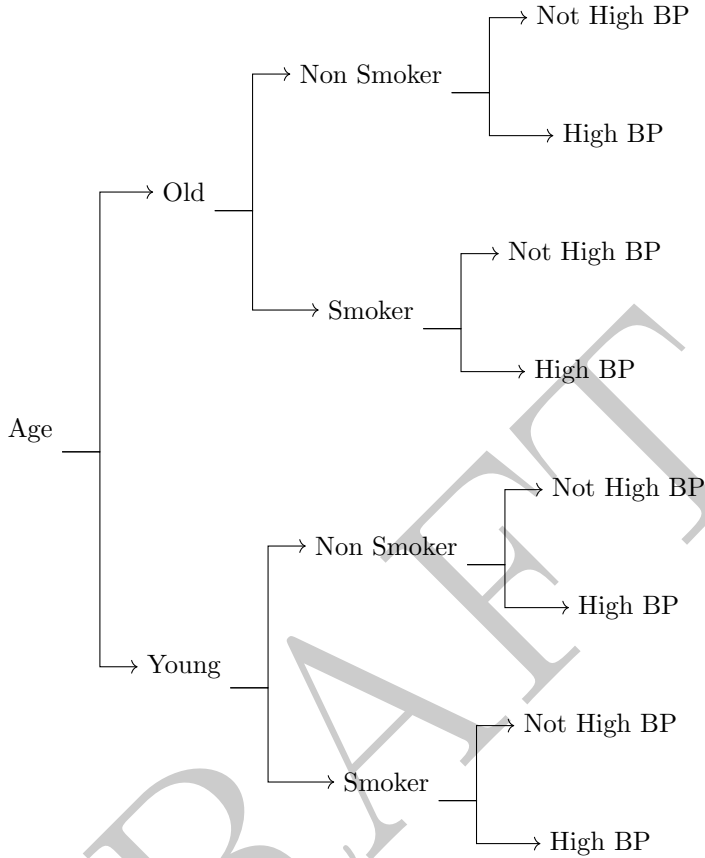 Not High BP
Non Smoker
High BP
Old
Not High BP
Smoker
High BP
Age
Not High BP
Non Smoker
High BP
Young
Not High BP
Smoker
High BP
RAFT